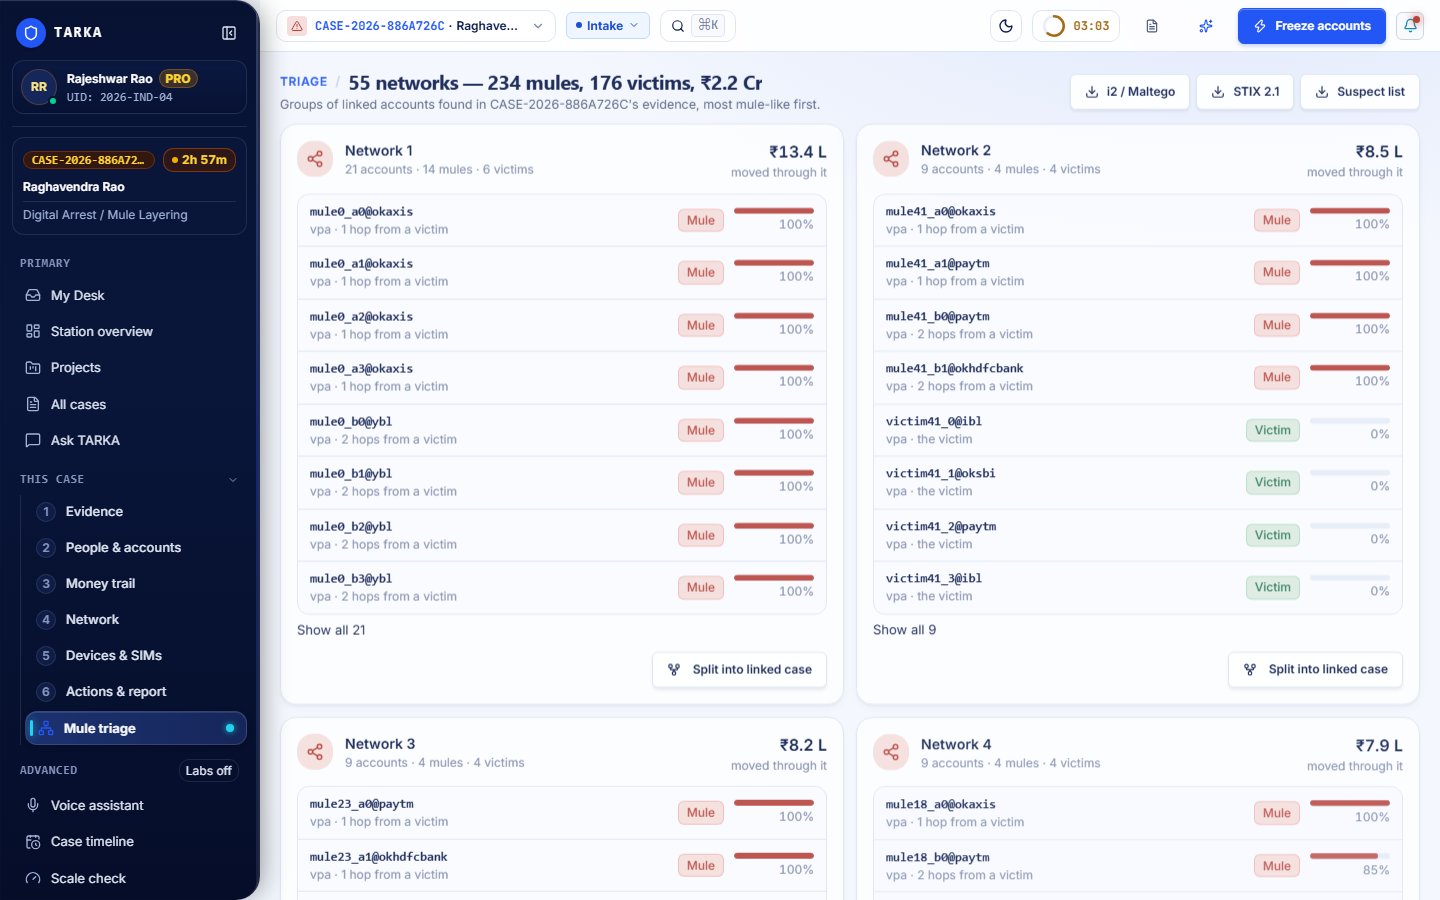 TARKA
RR
Rajeshwar Rao PRO
UID: 2026-IND-04
CASE-2026-886A72… 2h 57m
Raghavendra Rao
Digital Arrest / Mule Layering
PRIMARY
My Desk
Station overview
Projects
All cases
Ask TARKA
THIS CASE
1 Evidence
2 People & accounts
3 Money trail
4 Network
5 Devices & SIMs
6 Actions & report
Mule triage
ADVANCED Labs off
Voice assistant
Case timeline
Scale check
CASE-2026-886A726C · Raghave... Intake ⌘K 03:03 Freeze accounts
TRIAGE / 55 networks — 234 mules, 176 victims, ₹2.2 Cr
Groups of linked accounts found in CASE-2026-886A726C's evidence, most mule-like first.
i2 / Maltego STIX 2.1 Suspect list
Network 1 ₹13.4 L
21 accounts · 14 mules · 6 victims moved through it
mule0_a0@okaxis Mule
vpa · 1 hop from a victim 100%
mule0_a1@okaxis Mule
vpa · 1 hop from a victim 100%
mule0_a2@okaxis Mule
vpa · 1 hop from a victim 100%
mule0_a3@okaxis Mule
vpa · 1 hop from a victim 100%
mule0_b0@ybl Mule
vpa · 2 hops from a victim 100%
mule0_b1@ybl Mule
vpa · 2 hops from a victim 100%
mule0_b2@ybl Mule
vpa · 2 hops from a victim 100%
mule0_b3@ybl Mule
vpa · 2 hops from a victim 100%
Show all 21
Split into linked case
Network 2 ₹8.5 L
9 accounts · 4 mules · 4 victims moved through it
mule41_a0@okaxis Mule
vpa · 1 hop from a victim 100%
mule41_a1@paytm Mule
vpa · 1 hop from a victim 100%
mule41_b0@paytm Mule
vpa · 2 hops from a victim 100%
mule41_b1@okhdfcbank Mule
vpa · 2 hops from a victim 100%
victim41_0@ibl Victim
vpa · the victim 0%
victim41_1@oksbi Victim
vpa · the victim 0%
victim41_2@paytm Victim
vpa · the victim 0%
victim41_3@ibl Victim
vpa · the victim 0%
Show all 9
Split into linked case
Network 3 ₹8.2 L
9 accounts · 4 mules · 4 victims moved through it
mule23_a0@paytm Mule
vpa · 1 hop from a victim 100%
mule23_a1@okhdfcbank Mule
vpa · 1 hop from a victim 100%
Network 4 ₹7.9 L
9 accounts · 4 mules · 4 victims moved through it
mule18_a0@okaxis Mule
vpa · 1 hop from a victim 100%
mule18_b0@paytm Mule
vpa · 2 hops from a victim 85%